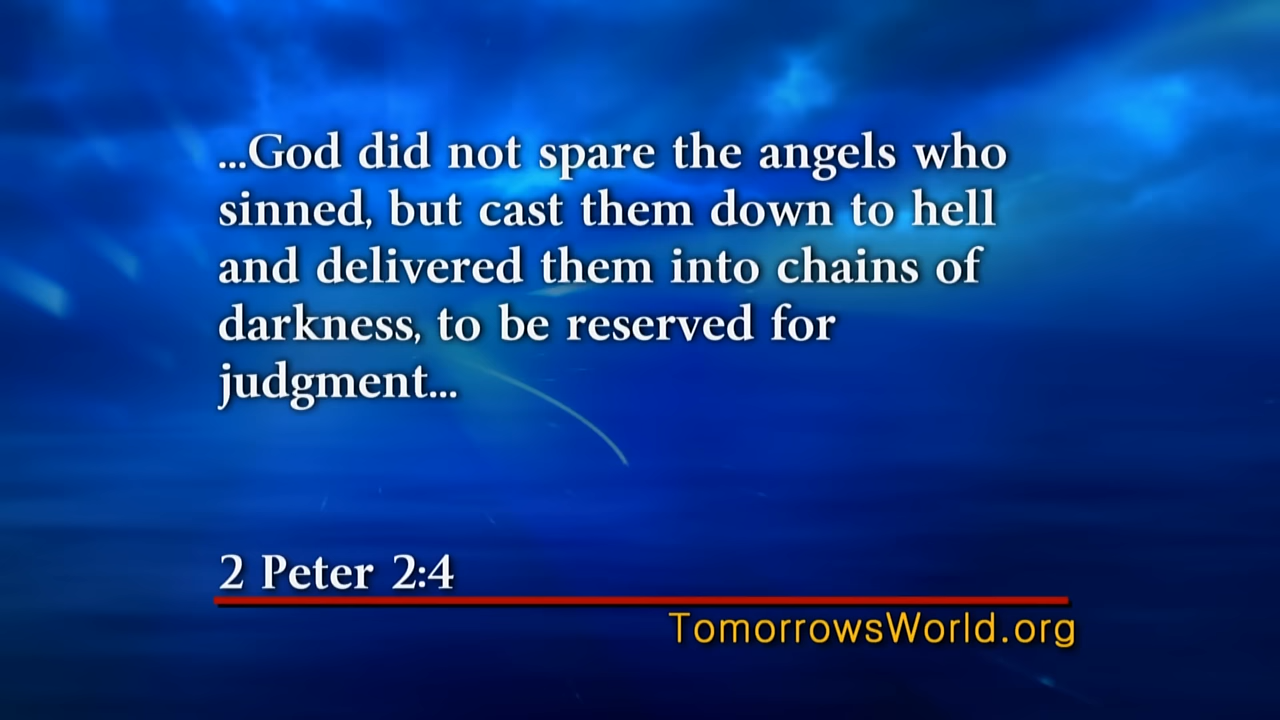 ...God did not spare the angels who
sinned, but cast them down to hell
and delivered them into chains of
darkness, to be reserved for
judgment...
2 Peter 2:4
TomorrowsWorld.org